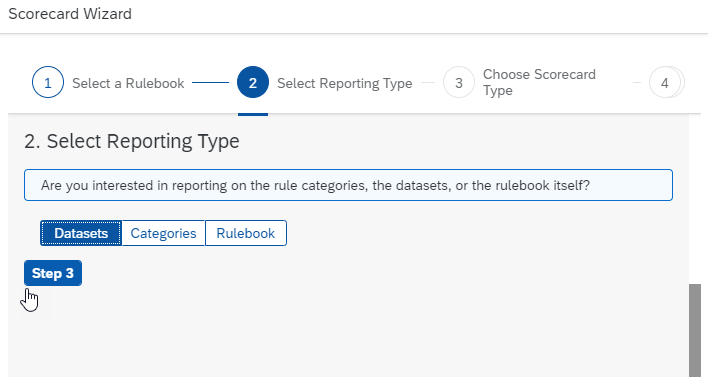 Scorecard Wizard
1 Select a Rulebook 2 Select Reporting Type 3 Choose Scorecard Type 4
2. Select Reporting Type
Are you interested in reporting on the rule categories, the datasets, or the rulebook itself?
Datasets Categories Rulebook
Step 3